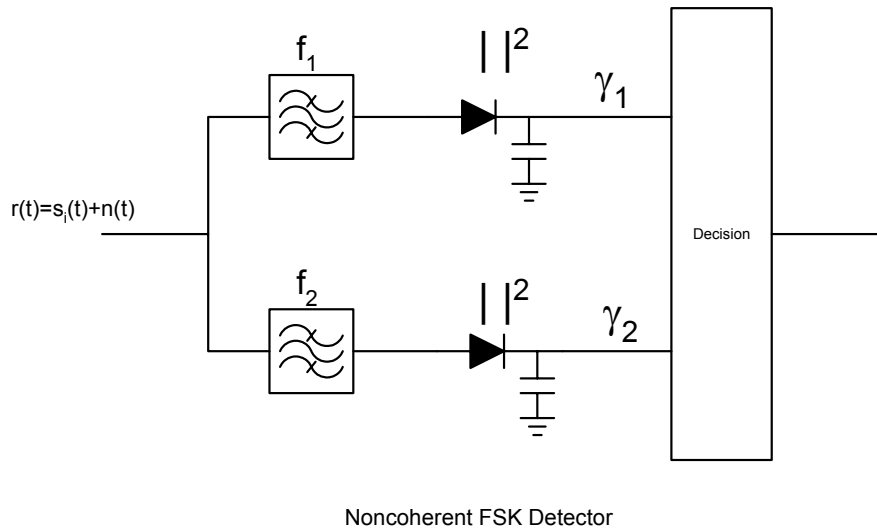 f₁
| |²
γ₁
r(t)=sᵢ(t)+n(t)
Decision
f₂
| |²
γ₂
Noncoherent FSK Detector